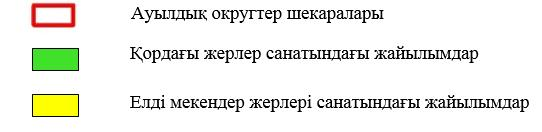 Ауылдық округтер шекаралары
Қордағы жерлер санатындағы жайылымдар
Елді мекендер жерлері санатындағы жайылымдар